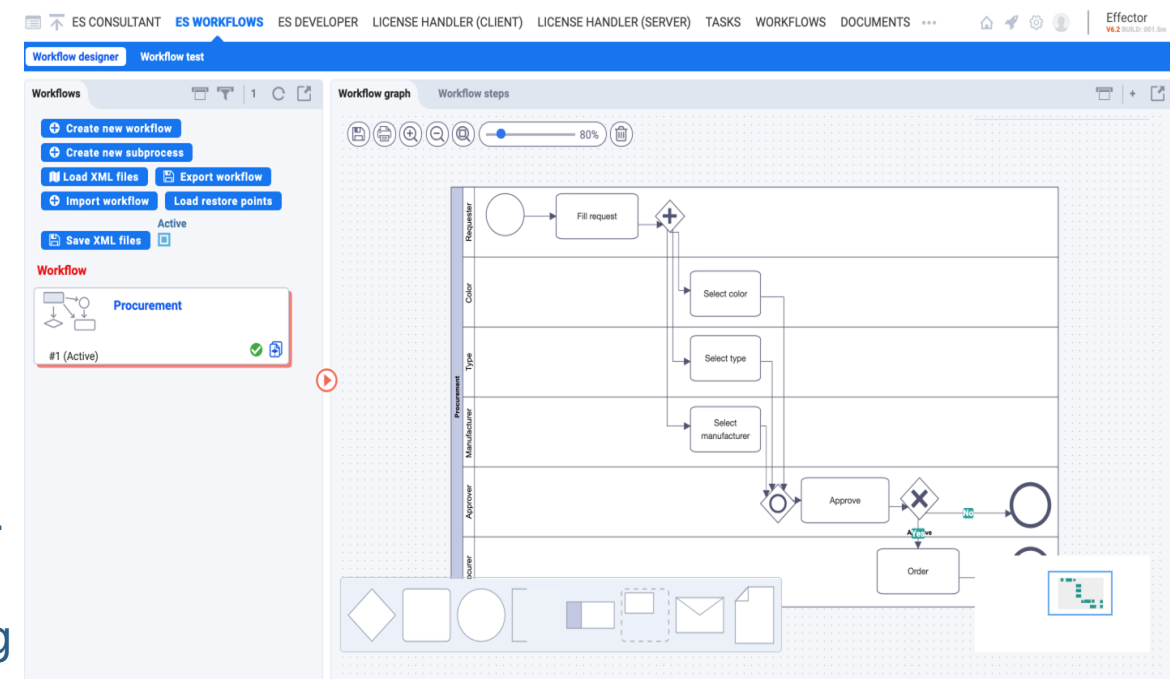 ES CONSULTANT ES WORKFLOWS ES DEVELOPER LICENSE HANDLER (CLIENT) LICENSE HANDLER (SERVER) TASKS WORKFLOWS DOCUMENTS
Effector
V6.2 BUILD: 001.
Workflow designer Workflow test
Workflows 1
Workflow graph Workflow steps +
Create new workflow
Create new subprocess
Load XML files Export workflow
Import workflow Load restore points
Active
Save XML files
Workflow
Procurement
#1 (Active)
80%
Procurement
Requester
Fill request
Color
Select color
Type
Select type
Manufacturer
Select
manufacturer
Approver
Approve
No
Yes
curer
Order
g